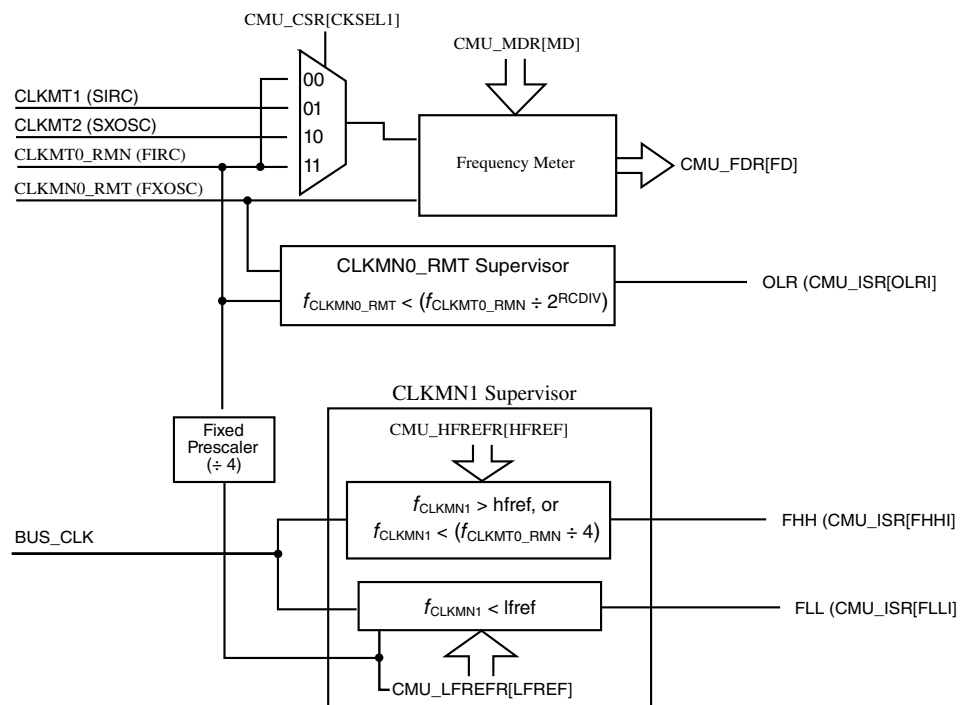 CMU_CSR[CKSEL1]
CMU_MDR[MD]
00
CLKMT1 (SIRC)
01
CLKMT2 (SXOSC)
10
CLKMT0_RMN (FIRC)
11
Frequency Meter
CMU_FDR[FD]
CLKMN0_RMT (FXOSC)
CLKMN0_RMT Supervisor
fCLKMN0_RMT < (fCLKMT0_RMN ÷ 2RCDIV)
OLR (CMU_ISR[OLRI]
CLKMN1 Supervisor
CMU_HFREFR[HFREF]
Fixed
Prescaler
(÷ 4)
fCLKMN1 > hfref, or
fCLKMN1 < (fCLKMT0_RMN ÷ 4)
FHH (CMU_ISR[FHHI]
BUS_CLK
fCLKMN1 < lfref
FLL (CMU_ISR[FLLI]
CMU_LFREFR[LFREF]